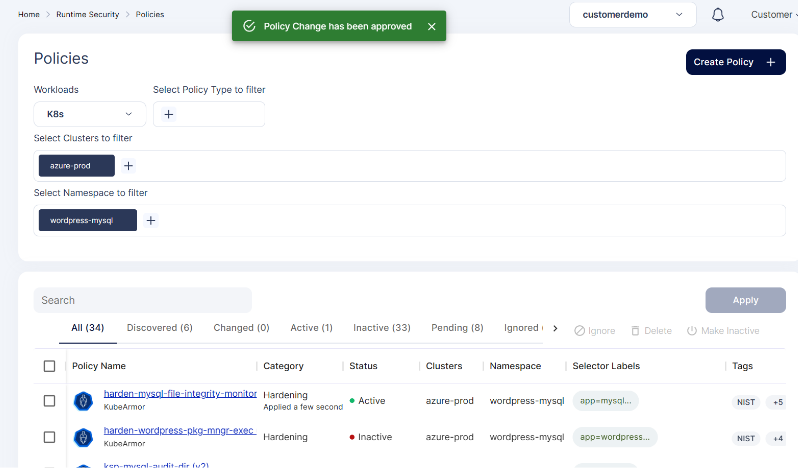 Home > Runtime Security > Policies
Policy Change has been approved
customerdemo
Customer
Policies
Create Policy +
Workloads
Select Policy Type to filter
K8s
+
Select Clusters to filter
azure-prod +
Select Namespace to filter
wordpress-mysql +
Search
Apply
All (34) Discovered (6) Changed (0) Active (1) Inactive (33) Pending (8) Ignored
Ignore Delete Make Inactive
Policy Name Category Status Clusters Namespace Selector Labels Tags
harden-mysql-file-integrity-monitor
KubeArmor
Hardening
Applied a few second
Active azure-prod wordpress-mysql app=mysql... NIST +5
harden-wordpress-pkg-mngr-exec
KubeArmor
Hardening Inactive azure-prod wordpress-mysql app=wordpress... NIST +4
ksp-mysql-audit-dir (v2)